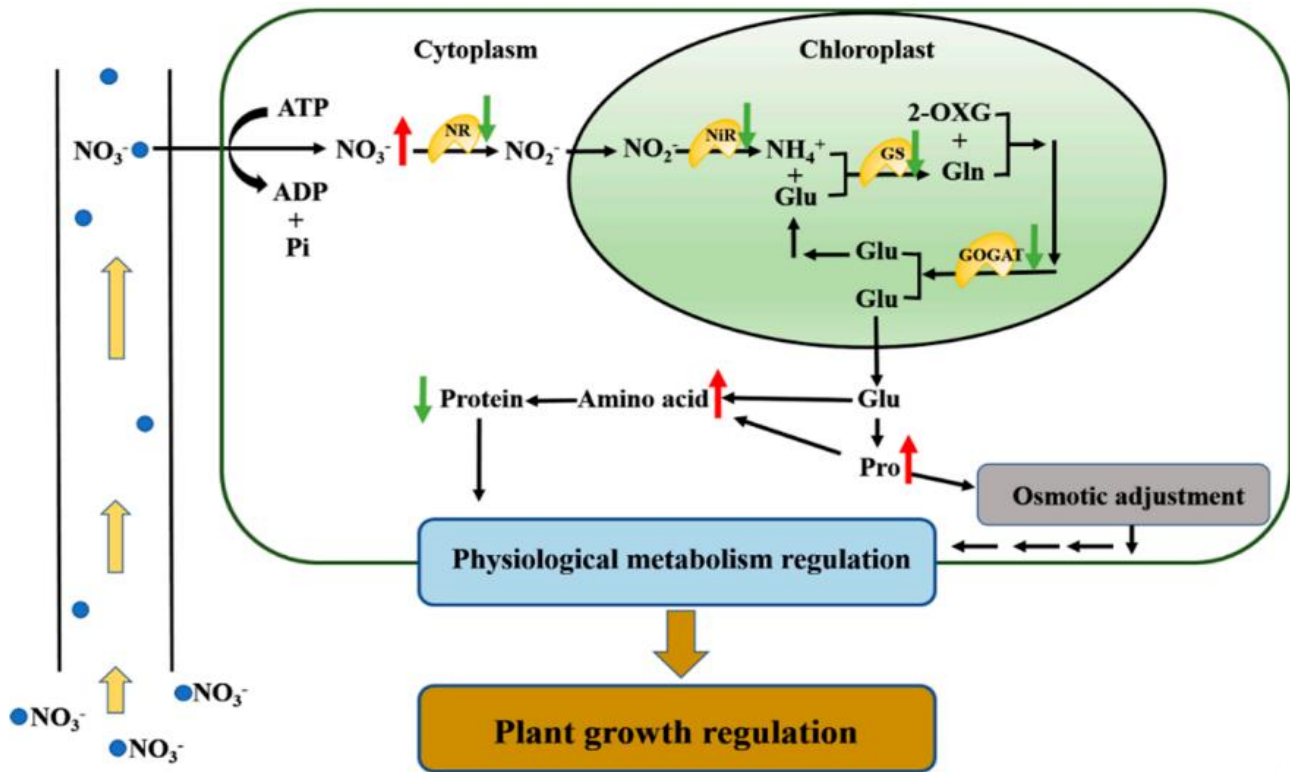 Cytoplasm
Chloroplast
ATP
NO₃⁻
ADP
+
Pi
NO₃⁻
NR
NO₂⁻
NO₂⁻
NiR
NH₄⁺
+
Glu
GS
2-OXG
+
Gln
GOGAT
Glu
Glu
Protein
Amino acid
Glu
Pro
Osmotic adjustment
Physiological metabolism regulation
Plant growth regulation
NO₃⁻
NO₃⁻
NO₃⁻